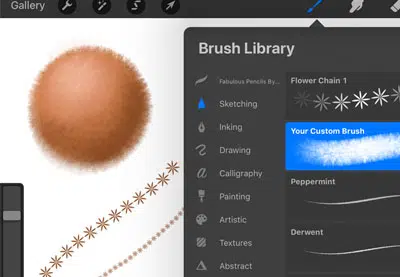 Gallery
Brush Library
Fabulous Pencils By...
Sketching
Inking
Drawing
Calligraphy
Painting
Artistic
Textures
Abstract
Flower Chain 1
Your Custom Brush
Peppermint
Derwent